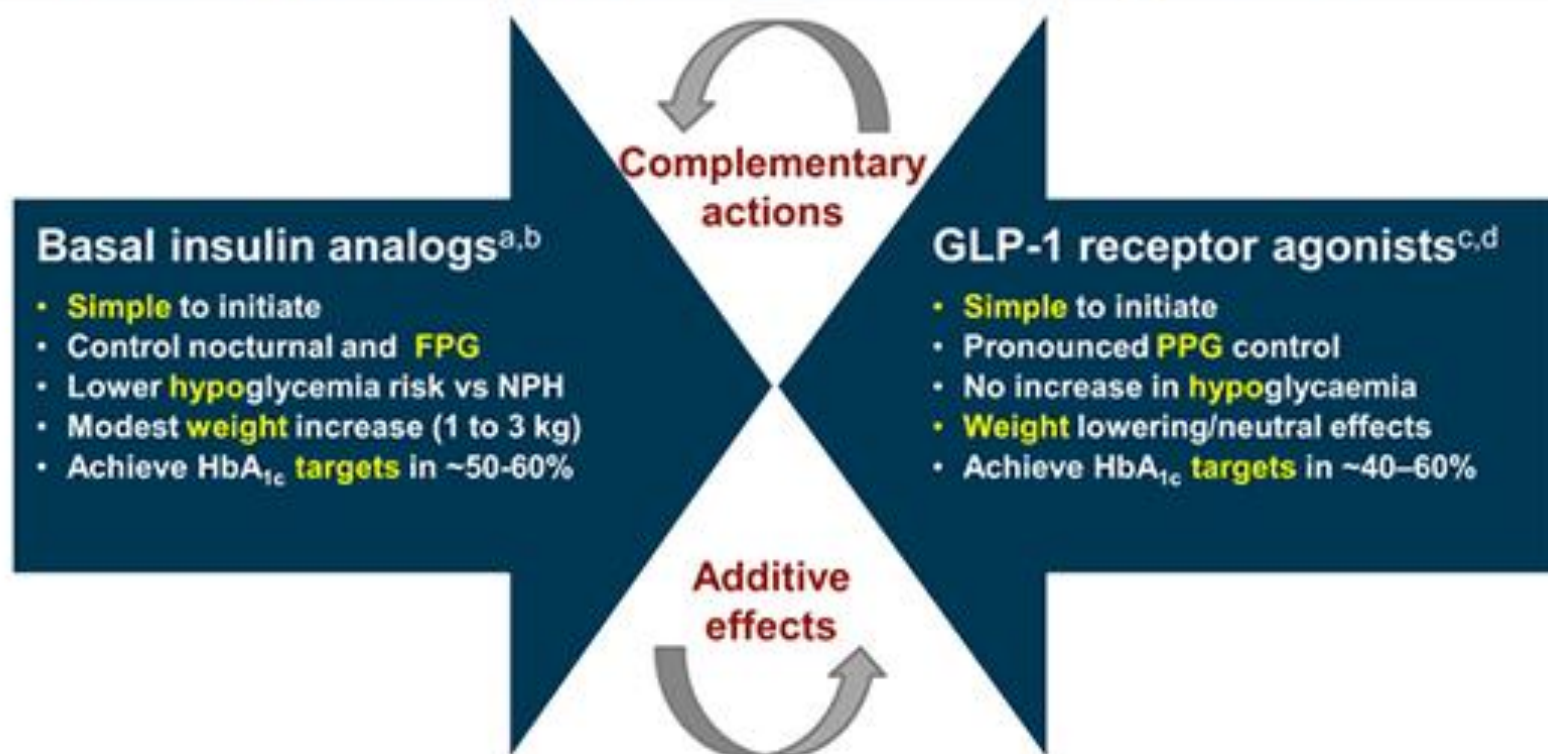 Complementary
actions
Basal insulin analogsa,b
• Simple to initiate
• Control nocturnal and FPG
• Lower hypoglycemia risk vs NPH
• Modest weight increase (1 to 3 kg)
• Achieve HbA1c targets in ~50-60%
GLP-1 receptor agonistsc,d
• Simple to initiate
• Pronounced PPG control
• No increase in hypoglycaemia
• Weight lowering/neutral effects
• Achieve HbA1c targets in ~40–60%
Additive
effects